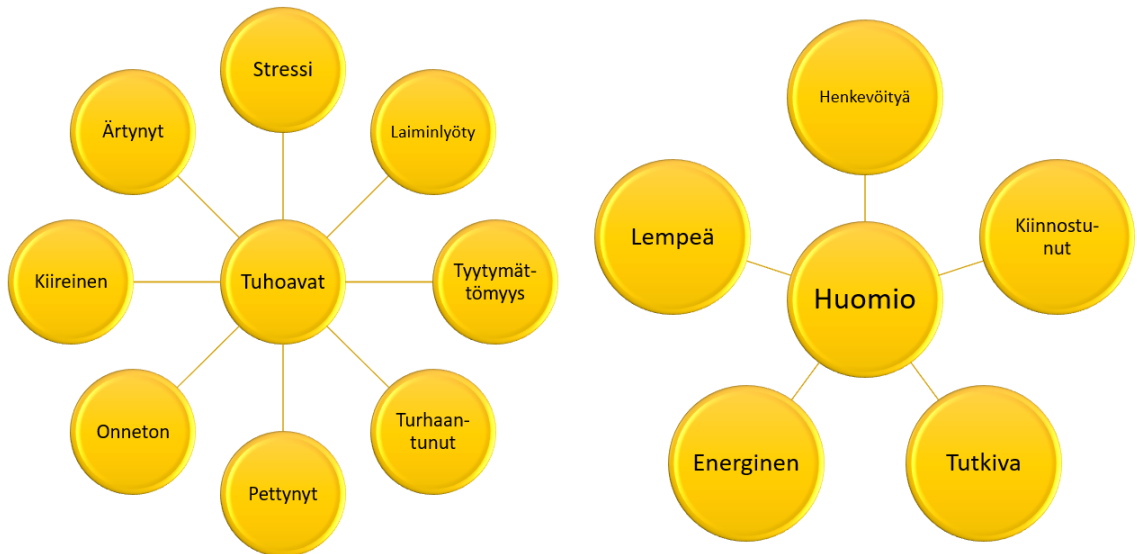 Stressi
Laiminlyöty
Tyytymät-
tömyys
Turhaan-
tunut
Pettynyt
Onneton
Kiireinen
Ärtynyt
Tuhoavat
Henkevöityä
Kiinnostu-
nut
Tutkiva
Energinen
Lempeä
Huomio